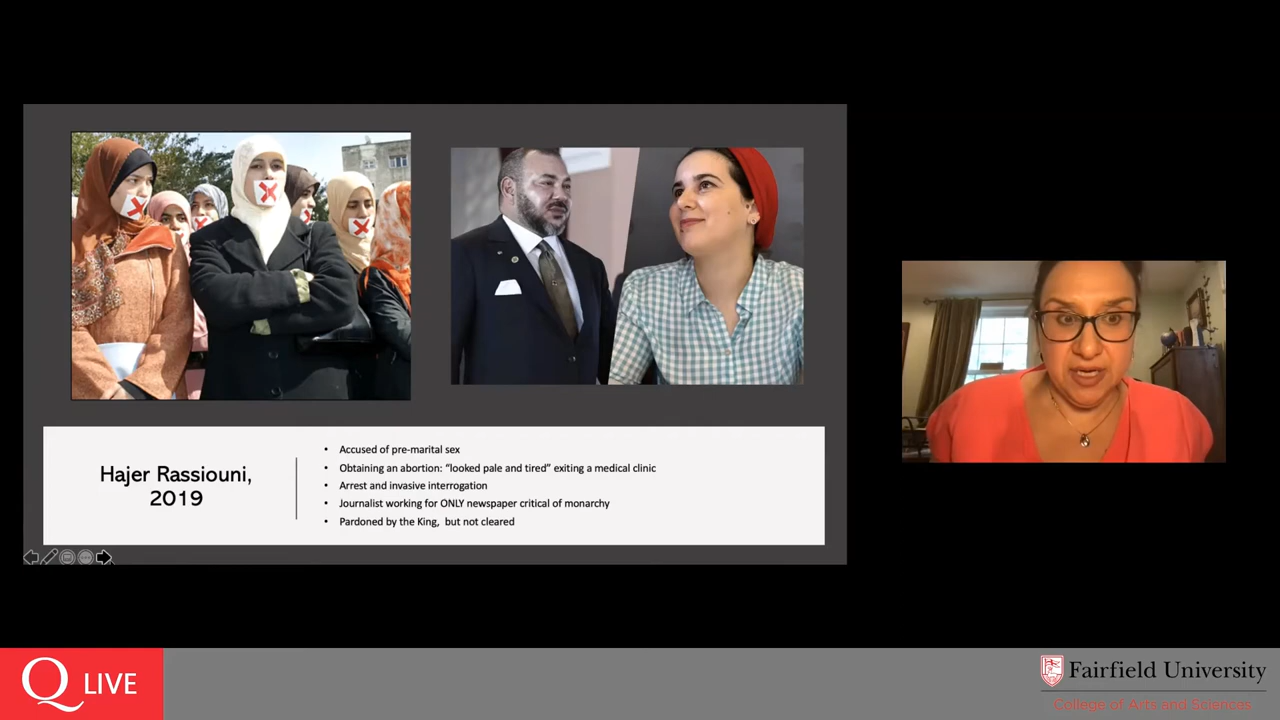 Hajer Rassiouni,
2019
• Accused of pre-marital sex
• Obtaining an abortion: “looked pale and tired” exiting a medical clinic
• Arrest and invasive interrogation
• Journalist working for ONLY newspaper critical of monarchy
• Pardoned by the King, but not cleared
Q LIVE
Fairfield University
College of Arts and Sciences